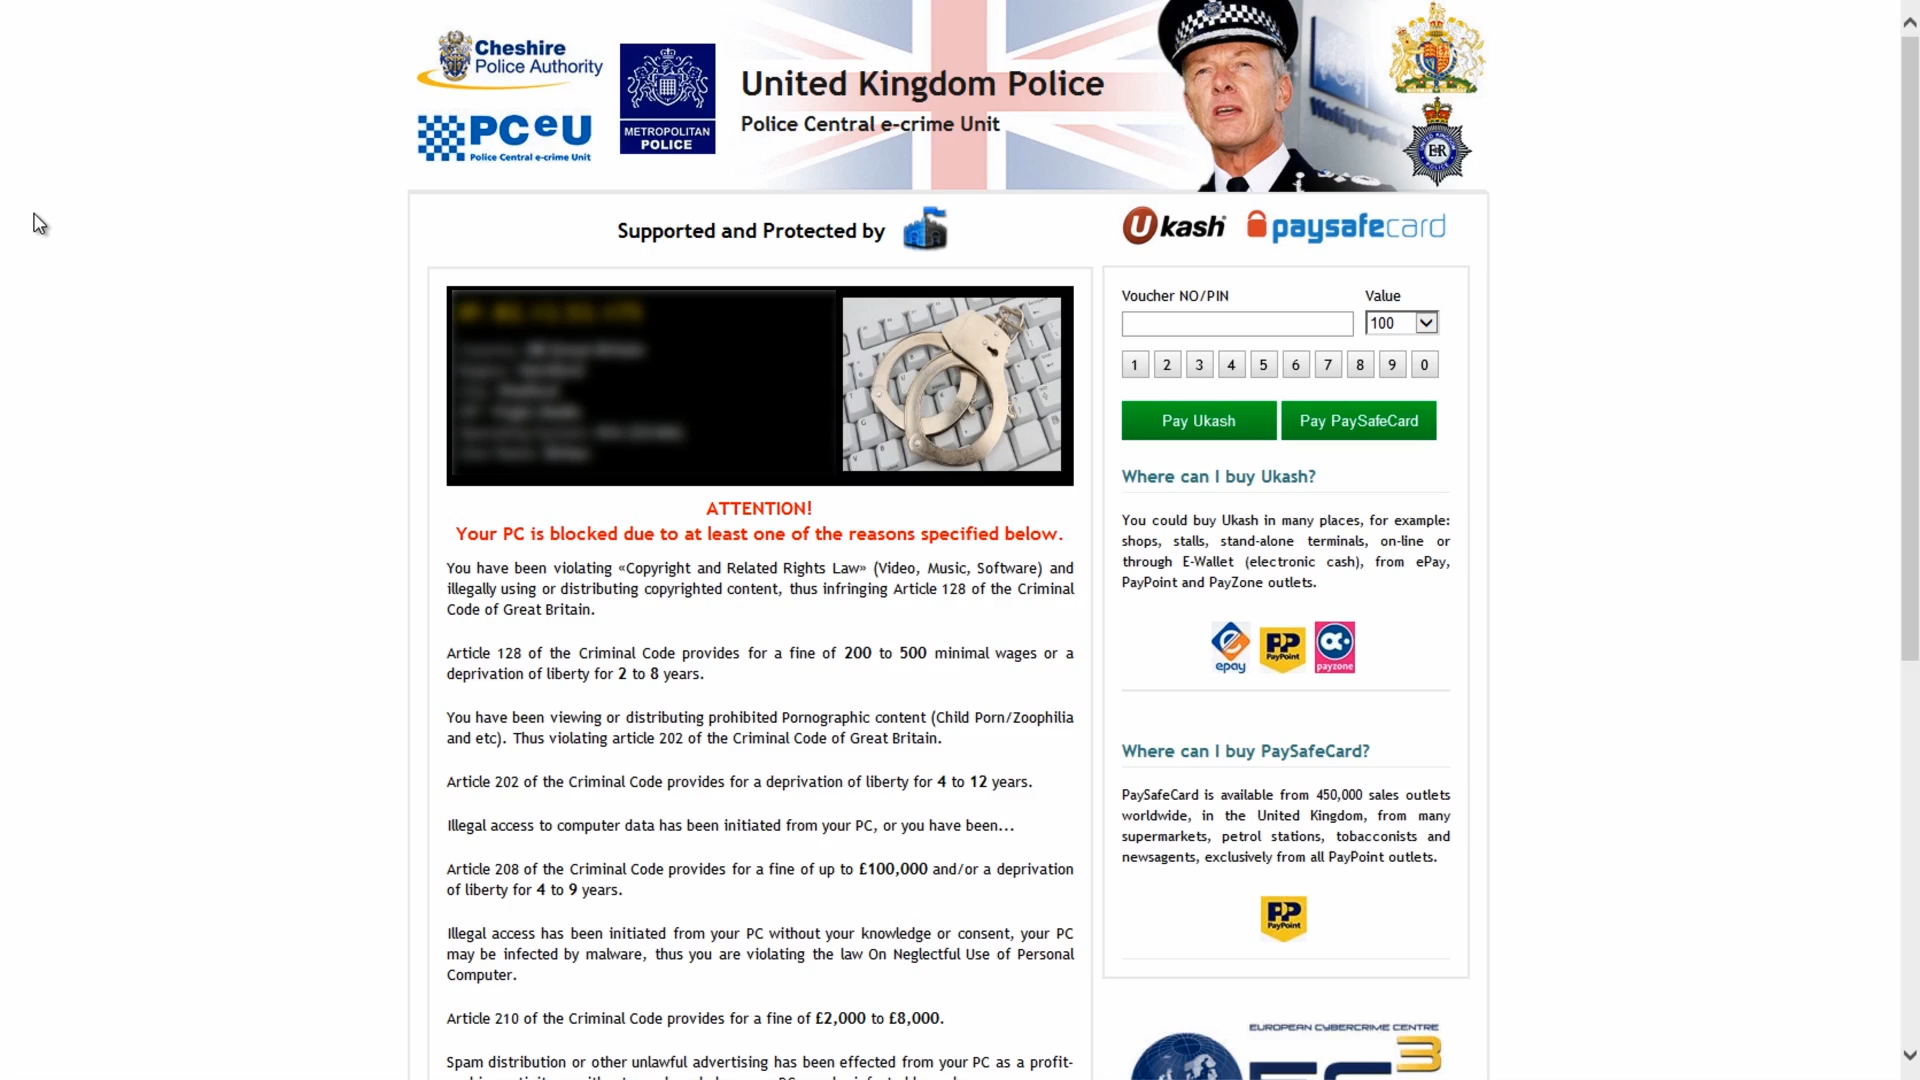 Cheshire
Police Authority
PCeU
Police Central e-crime Unit
METROPOLITAN
POLICE
United Kingdom Police
Police Central e-crime Unit
UNITED KINGDOM
ER
POLICE
Supported and Protected by
Ukash
paysafecard
ATTENTION!
Your PC is blocked due to at least one of the reasons specified below.
You have been violating «Copyright and Related Rights Law» (Video, Music, Software) and
illegally using or distributing copyrighted content, thus infringing Article 128 of the Criminal
Code of Great Britain.
Article 128 of the Criminal Code provides for a fine of 200 to 500 minimal wages or a
deprivation of liberty for 2 to 8 years.
You have been viewing or distributing prohibited Pornographic content (Child Porn/Zoophilia
and etc). Thus violating article 202 of the Criminal Code of Great Britain.
Article 202 of the Criminal Code provides for a deprivation of liberty for 4 to 12 years.
Illegal access to computer data has been initiated from your PC, or you have been...
Article 208 of the Criminal Code provides for a fine of up to £100,000 and/or a deprivation
of liberty for 4 to 9 years.
Illegal access has been initiated from your PC without your knowledge or consent, your PC
may be infected by malware, thus you are violating the law On Neglectful Use of Personal
Computer.
Article 210 of the Criminal Code provides for a fine of £2,000 to £8,000.
Spam distribution or other unlawful advertising has been effected from your PC as a profit-
Voucher NO/PIN
Value
100
1 2 3 4 5 6 7 8 9 0
Pay Ukash
Pay PaySafeCard
Where can I buy Ukash?
You could buy Ukash in many places, for example:
shops, stalls, stand-alone terminals, on-line or
through E-Wallet (electronic cash), from ePay,
PayPoint and PayZone outlets.
epay
PP
PayPoint
payzone
Where can I buy PaySafeCard?
PaySafeCard is available from 450,000 sales outlets
worldwide, in the United Kingdom, from many
supermarkets, petrol stations, tobacconists and
newsagents, exclusively from all PayPoint outlets.
PP
PayPoint
EUROPEAN CYBERCRIME CENTRE
EC3